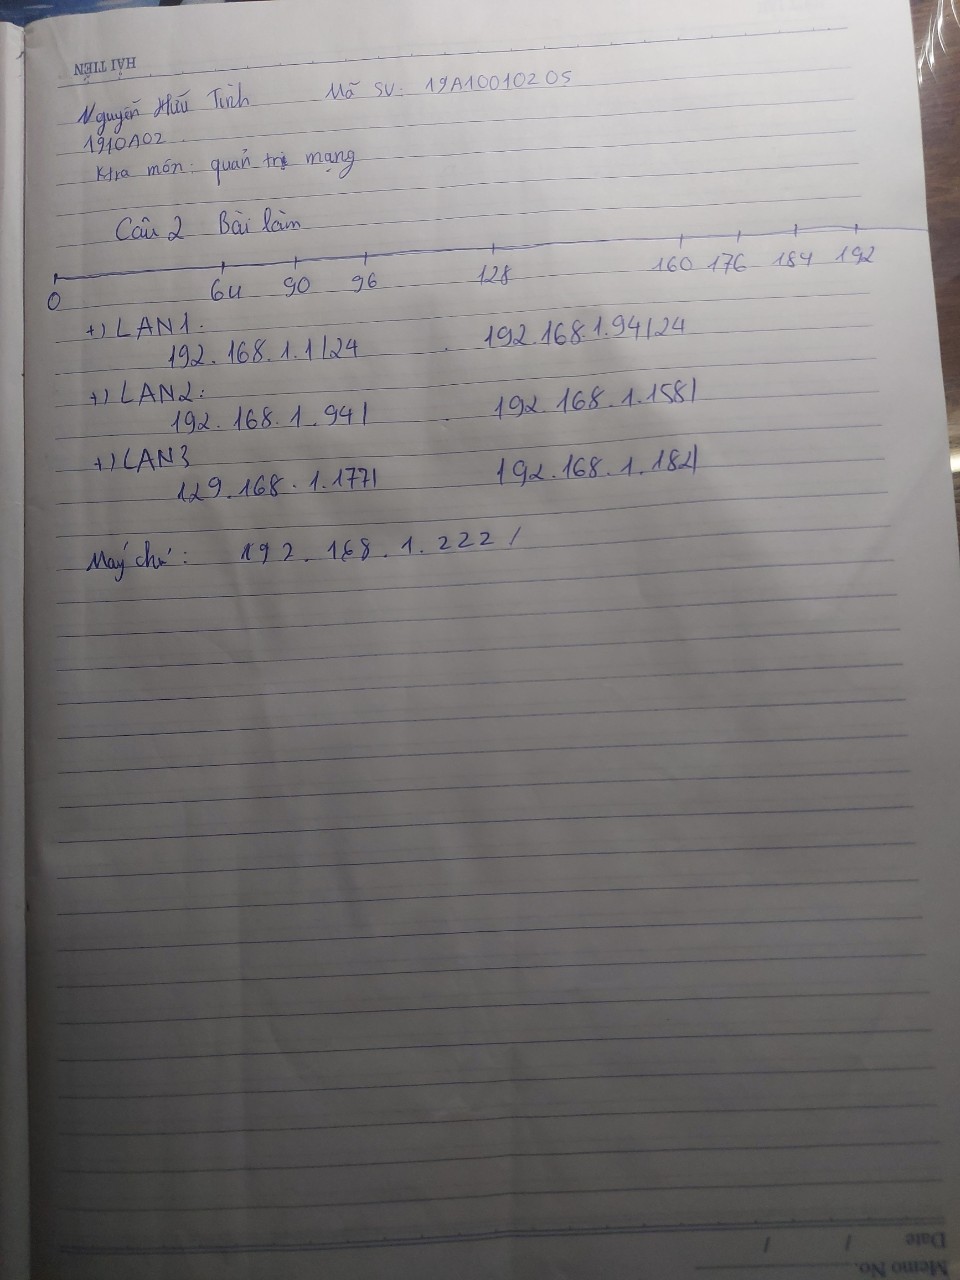 HẢI TIẾN
Nguyễn Hữu Tình Mã SV: 19A10010205
1910A02
Ktra môn: quản trị mạng
Câu 2 Bài làm
0 64 90 96 128 160 176 184 192
+) LAN1:
192.168.1.1/24 192.168.1.94/24
+) LAN2:
192.168.1.94/ 192.168.1.158/
+) LAN3
129.168.1.177/ 192.168.1.182/
Máy chủ: 192.168.1.222/
Date / /
Memo No.